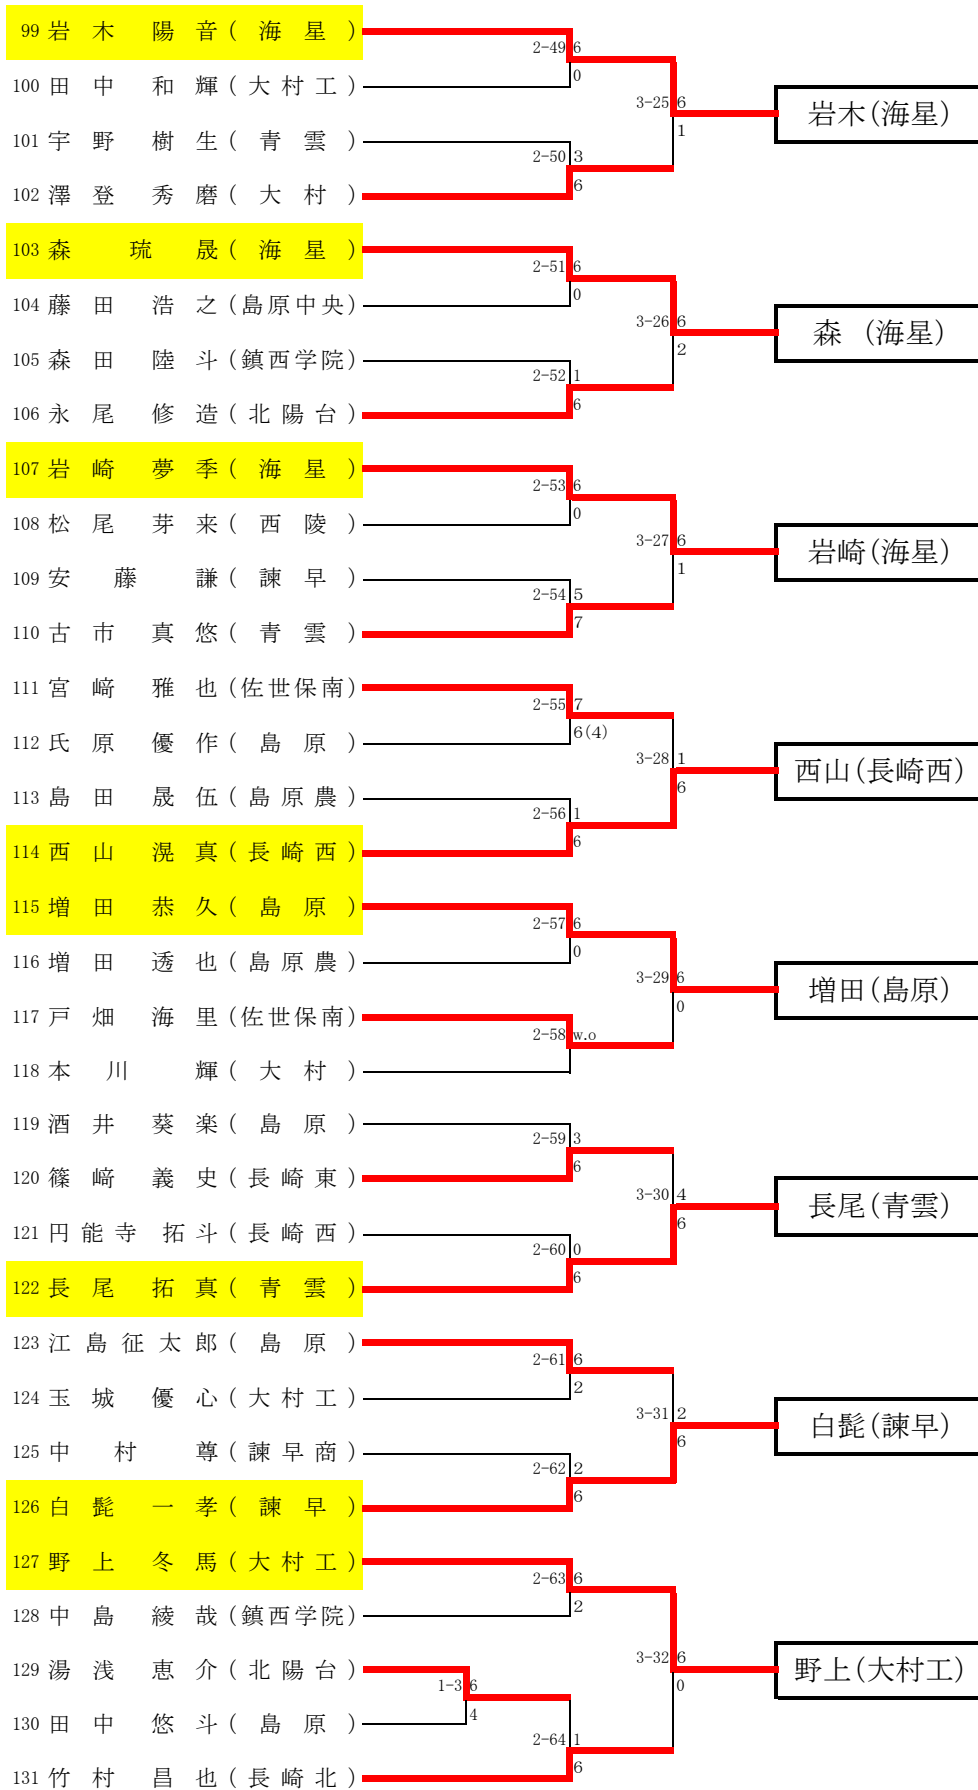 99 岩木 陽音(海星)
2-49 6
0
100 田中 和輝(大村工)
3-25 6
1
岩木(海星)
101 宇野 樹生(青雲)
2-50 3
6
102 澤登 秀磨(大村)
103 森 琉晟(海星)
2-51 6
0
104 藤田 浩之(島原中央)
3-26 6
2
森 (海星)
105 森田 陸斗(鎮西学院)
2-52 1
6
106 永尾 修造(北陽台)
107 岩崎 夢季(海星)
2-53 6
0
108 松尾 芽来(西陵)
3-27 6
1
岩崎(海星)
109 安藤 謙(諫早)
2-54 5
7
110 古市 真悠(青雲)
111 宮﨑 雅也(佐世保南)
2-55 7
6(4)
112 氏原 優作(島原)
3-28 1
6
西山(長崎西)
113 島田 晟伍(島原農)
2-56 1
6
114 西山 滉真(長崎西)
115 増田 恭久(島原)
2-57 6
0
116 増田 透也(島原農)
3-29 6
0
増田(島原)
117 戸畑 海里(佐世保南)
2-58 w.o
118 本川 輝(大村)
119 酒井 葵楽(島原)
2-59 3
6
120 篠﨑 義史(長崎東)
3-30 4
6
長尾(青雲)
121 円能寺 拓斗(長崎西)
2-60 0
6
122 長尾 拓真(青雲)
123 江島 征太郎(島原)
2-61 6
2
124 玉城 優心(大村工)
3-31 2
6
白髭(諫早)
125 中村 尊(諫早商)
2-62 2
6
126 白髭 一孝(諫早)
127 野上 冬馬(大村工)
2-63 6
2
128 中島 綾哉(鎮西学院)
3-32 6
0
野上(大村工)
129 湯浅 恵介(北陽台)
1-3 6
4
130 田中 悠斗(島原)
2-64 1
6
131 竹村 昌也(長崎北)